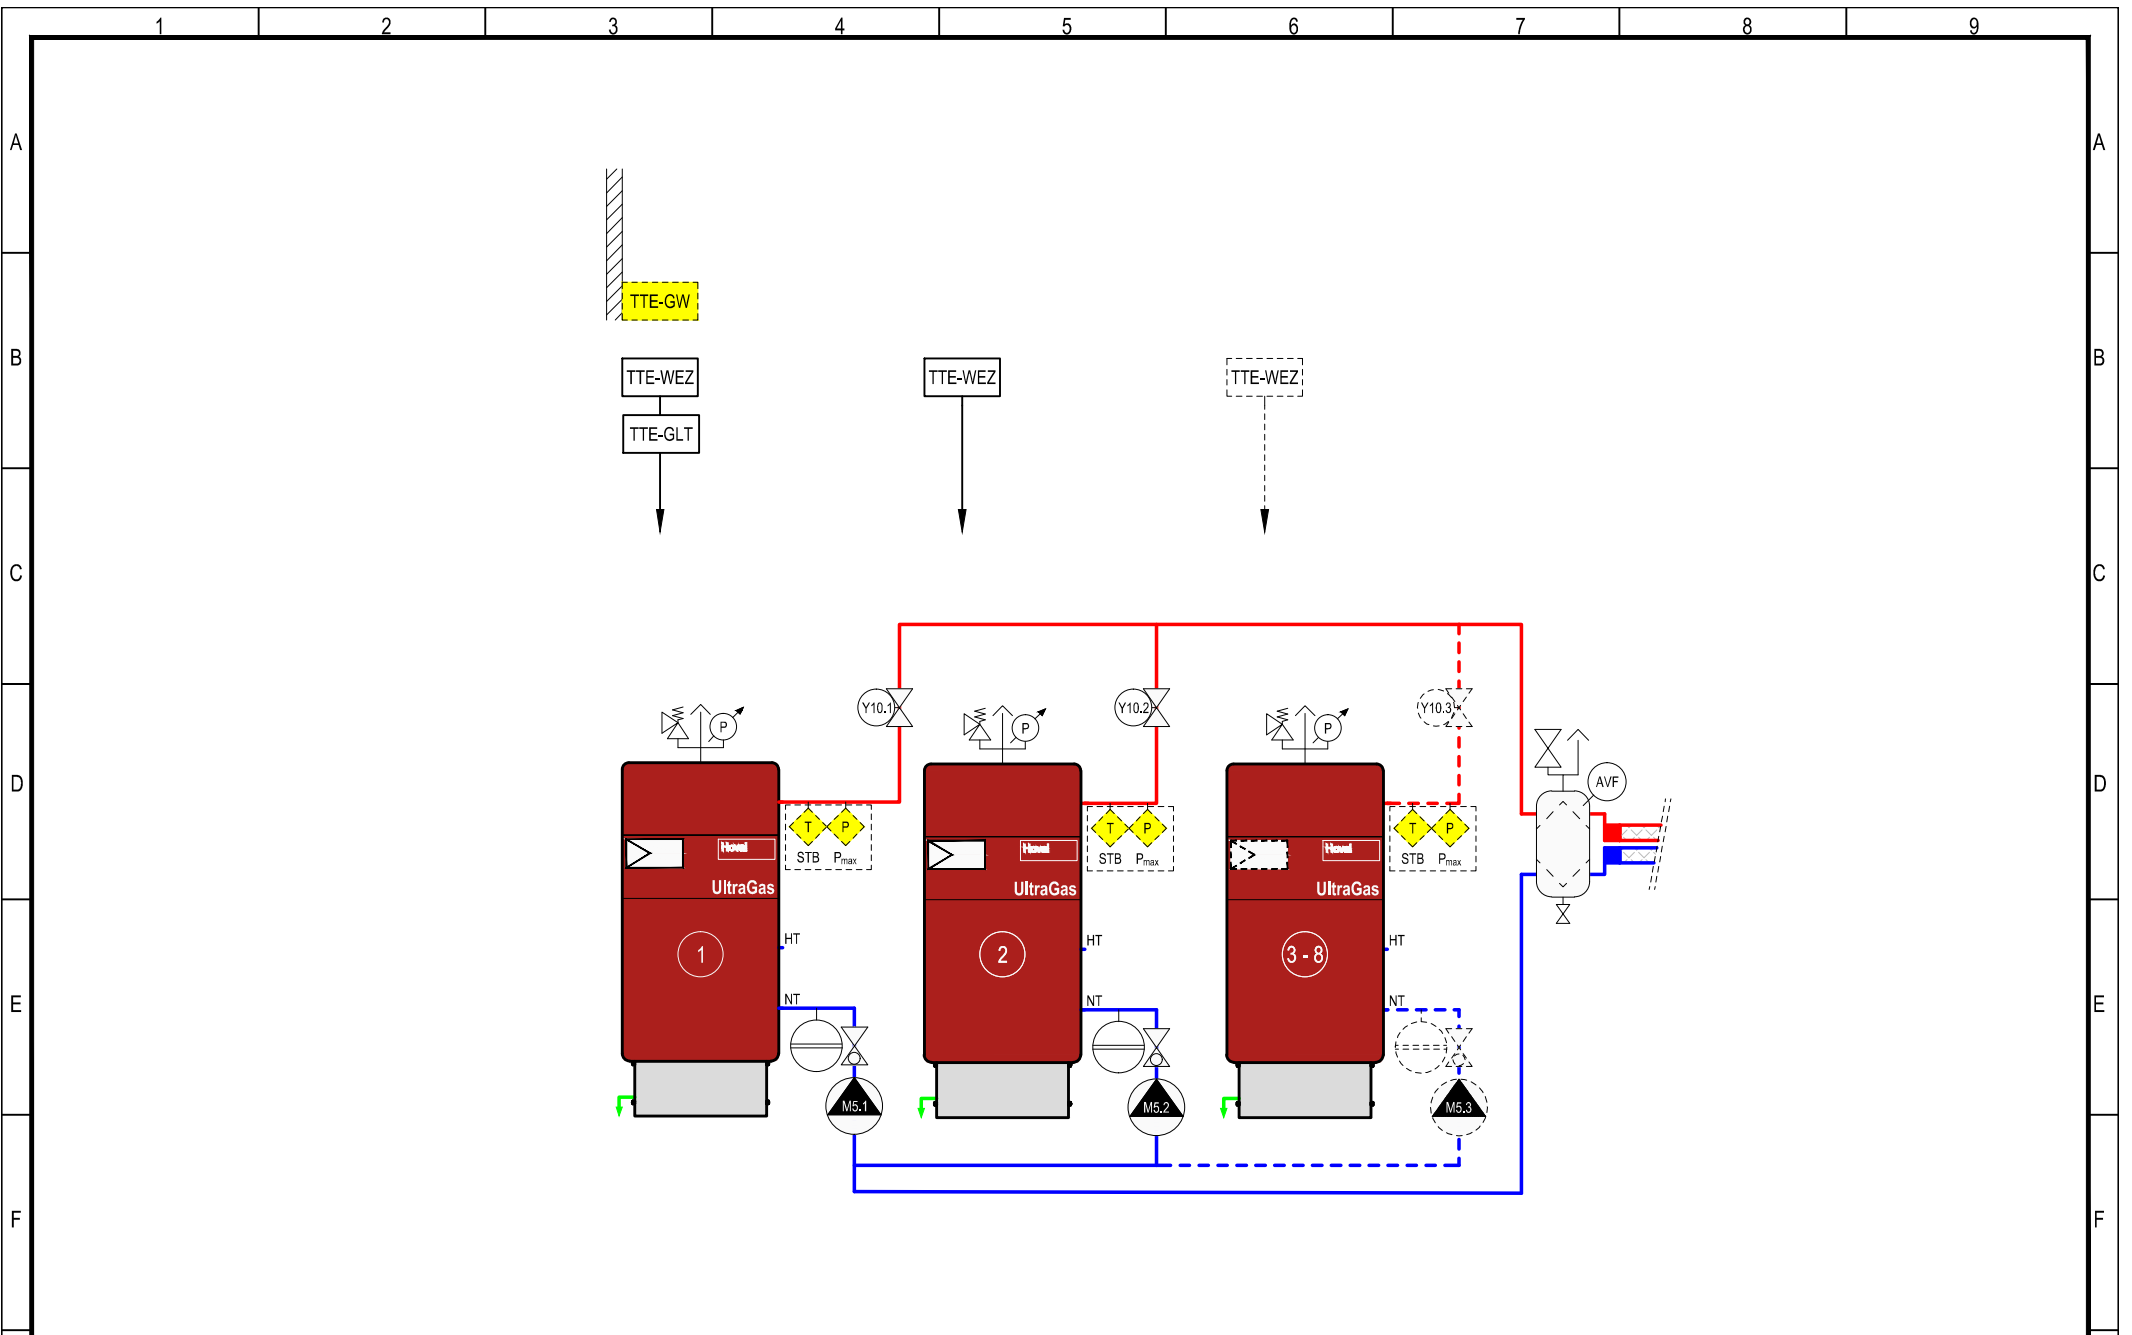 1 2 3 4 5 6 7 8 9
A A
TTE-GW
B B
TTE-WEZ TTE-WEZ TTE-WEZ
TTE-GLT
C C
Y10.1 Y10.2 Y10.3
P P P
D D
AVF
T P T P T P
STB Pmax STB Pmax STB Pmax
Hoval Hoval Hoval
UltraGas UltraGas UltraGas
HT HT HT
1 2 3 - 8
NT NT NT
E E
M5.1 M5.2 M5.3
F F